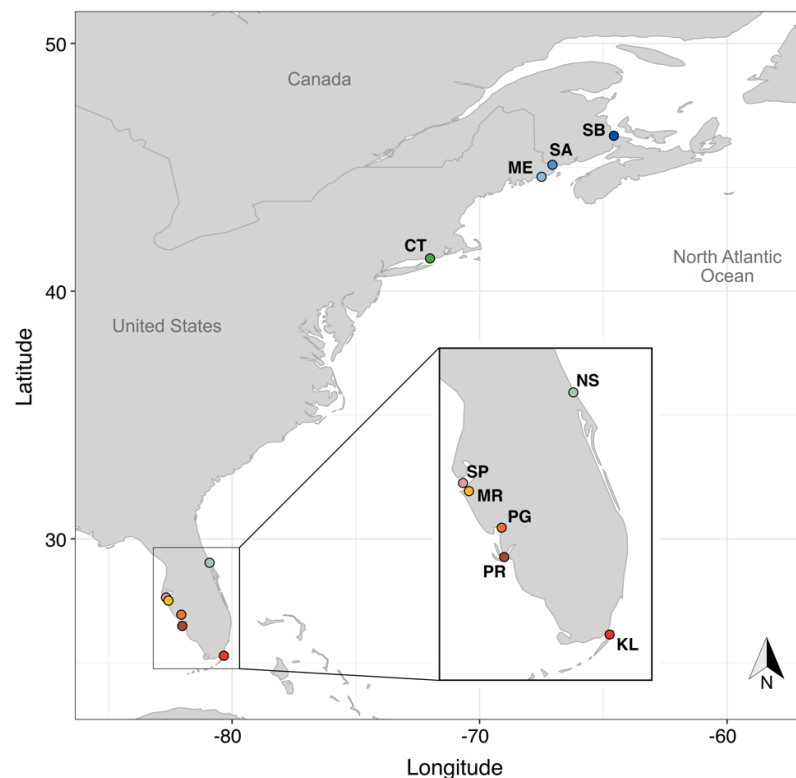 50
Canada
SB
SA
ME
CT
North Atlantic
Ocean
40
United States
Latitude
NS
SP
MR
PG
PR
KL
30
N
-80
-70
-60
Longitude